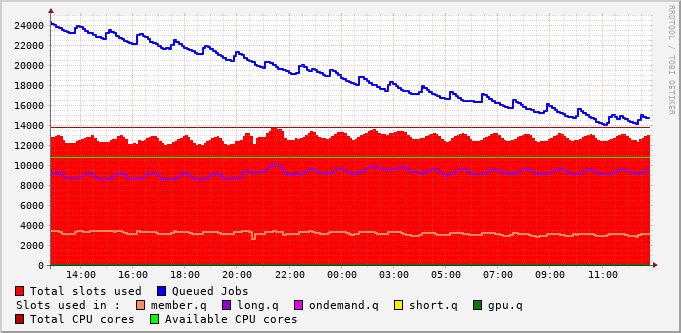 RRDTOOL / TOBI OETIKER
24000
22000
20000
18000
16000
14000
12000
10000
8000
6000
4000
2000
0
14:00 16:00 18:00 20:00 22:00 00:00 03:00 05:00 07:00 09:00 11:00
Total slots used Queued Jobs
Slots used in : member.q long.q ondemand.q short.q gpu.q
Total CPU cores Available CPU cores